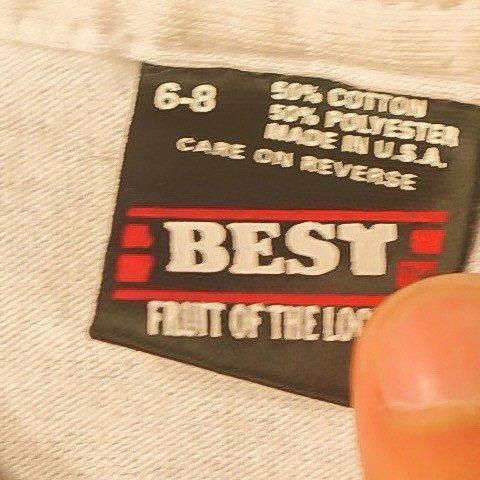 6-8
50% COTTON
50% POLYESTER
MADE IN U.S.A.
CARE ON REVERSE
BEST
FRUIT OF THE